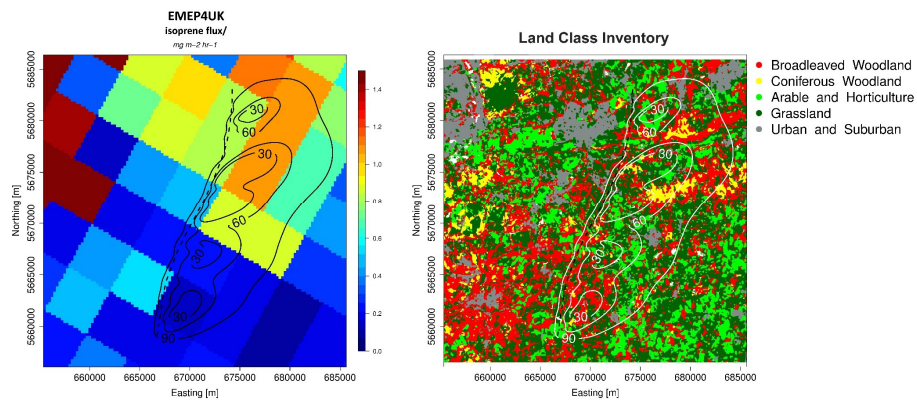 EMEP4UK
isoprene flux/
mg m−2 hr−1
Northing [m]
5685000
5680000
5675000
5670000
5665000
5660000
660000 665000 670000 675000 680000 685000
Easting [m]
30
60
30
60
30
30
90
1.4
1.2
1.0
0.8
0.6
0.4
0.2
0.0
Land Class Inventory
Northing [m]
5685000
5680000
5675000
5670000
5665000
5660000
660000 665000 670000 675000 680000 685000
Easting [m]
30
60
30
60
30
30
90
Broadleaved Woodland
Coniferous Woodland
Arable and Horticulture
Grassland
Urban and Suburban